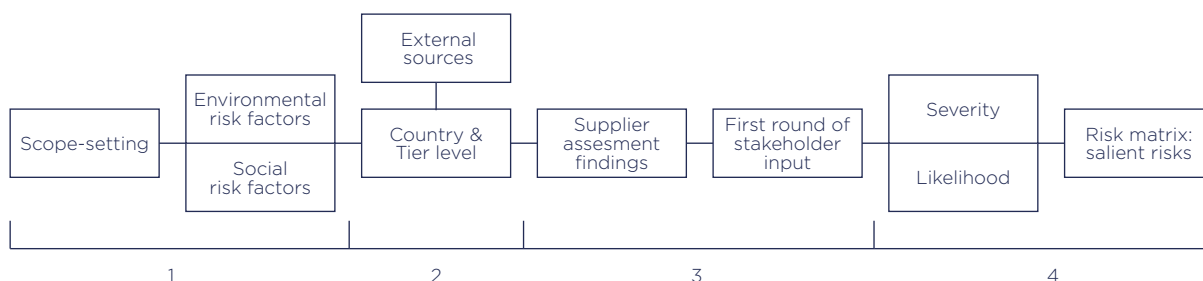 Scope-setting
Environmental
risk factors
Social
risk factors
External
sources
Country &
Tier level
Supplier
assesment
findings
First round of
stakeholder
input
Severity
Likelihood
Risk matrix:
salient risks
1
2
3
4